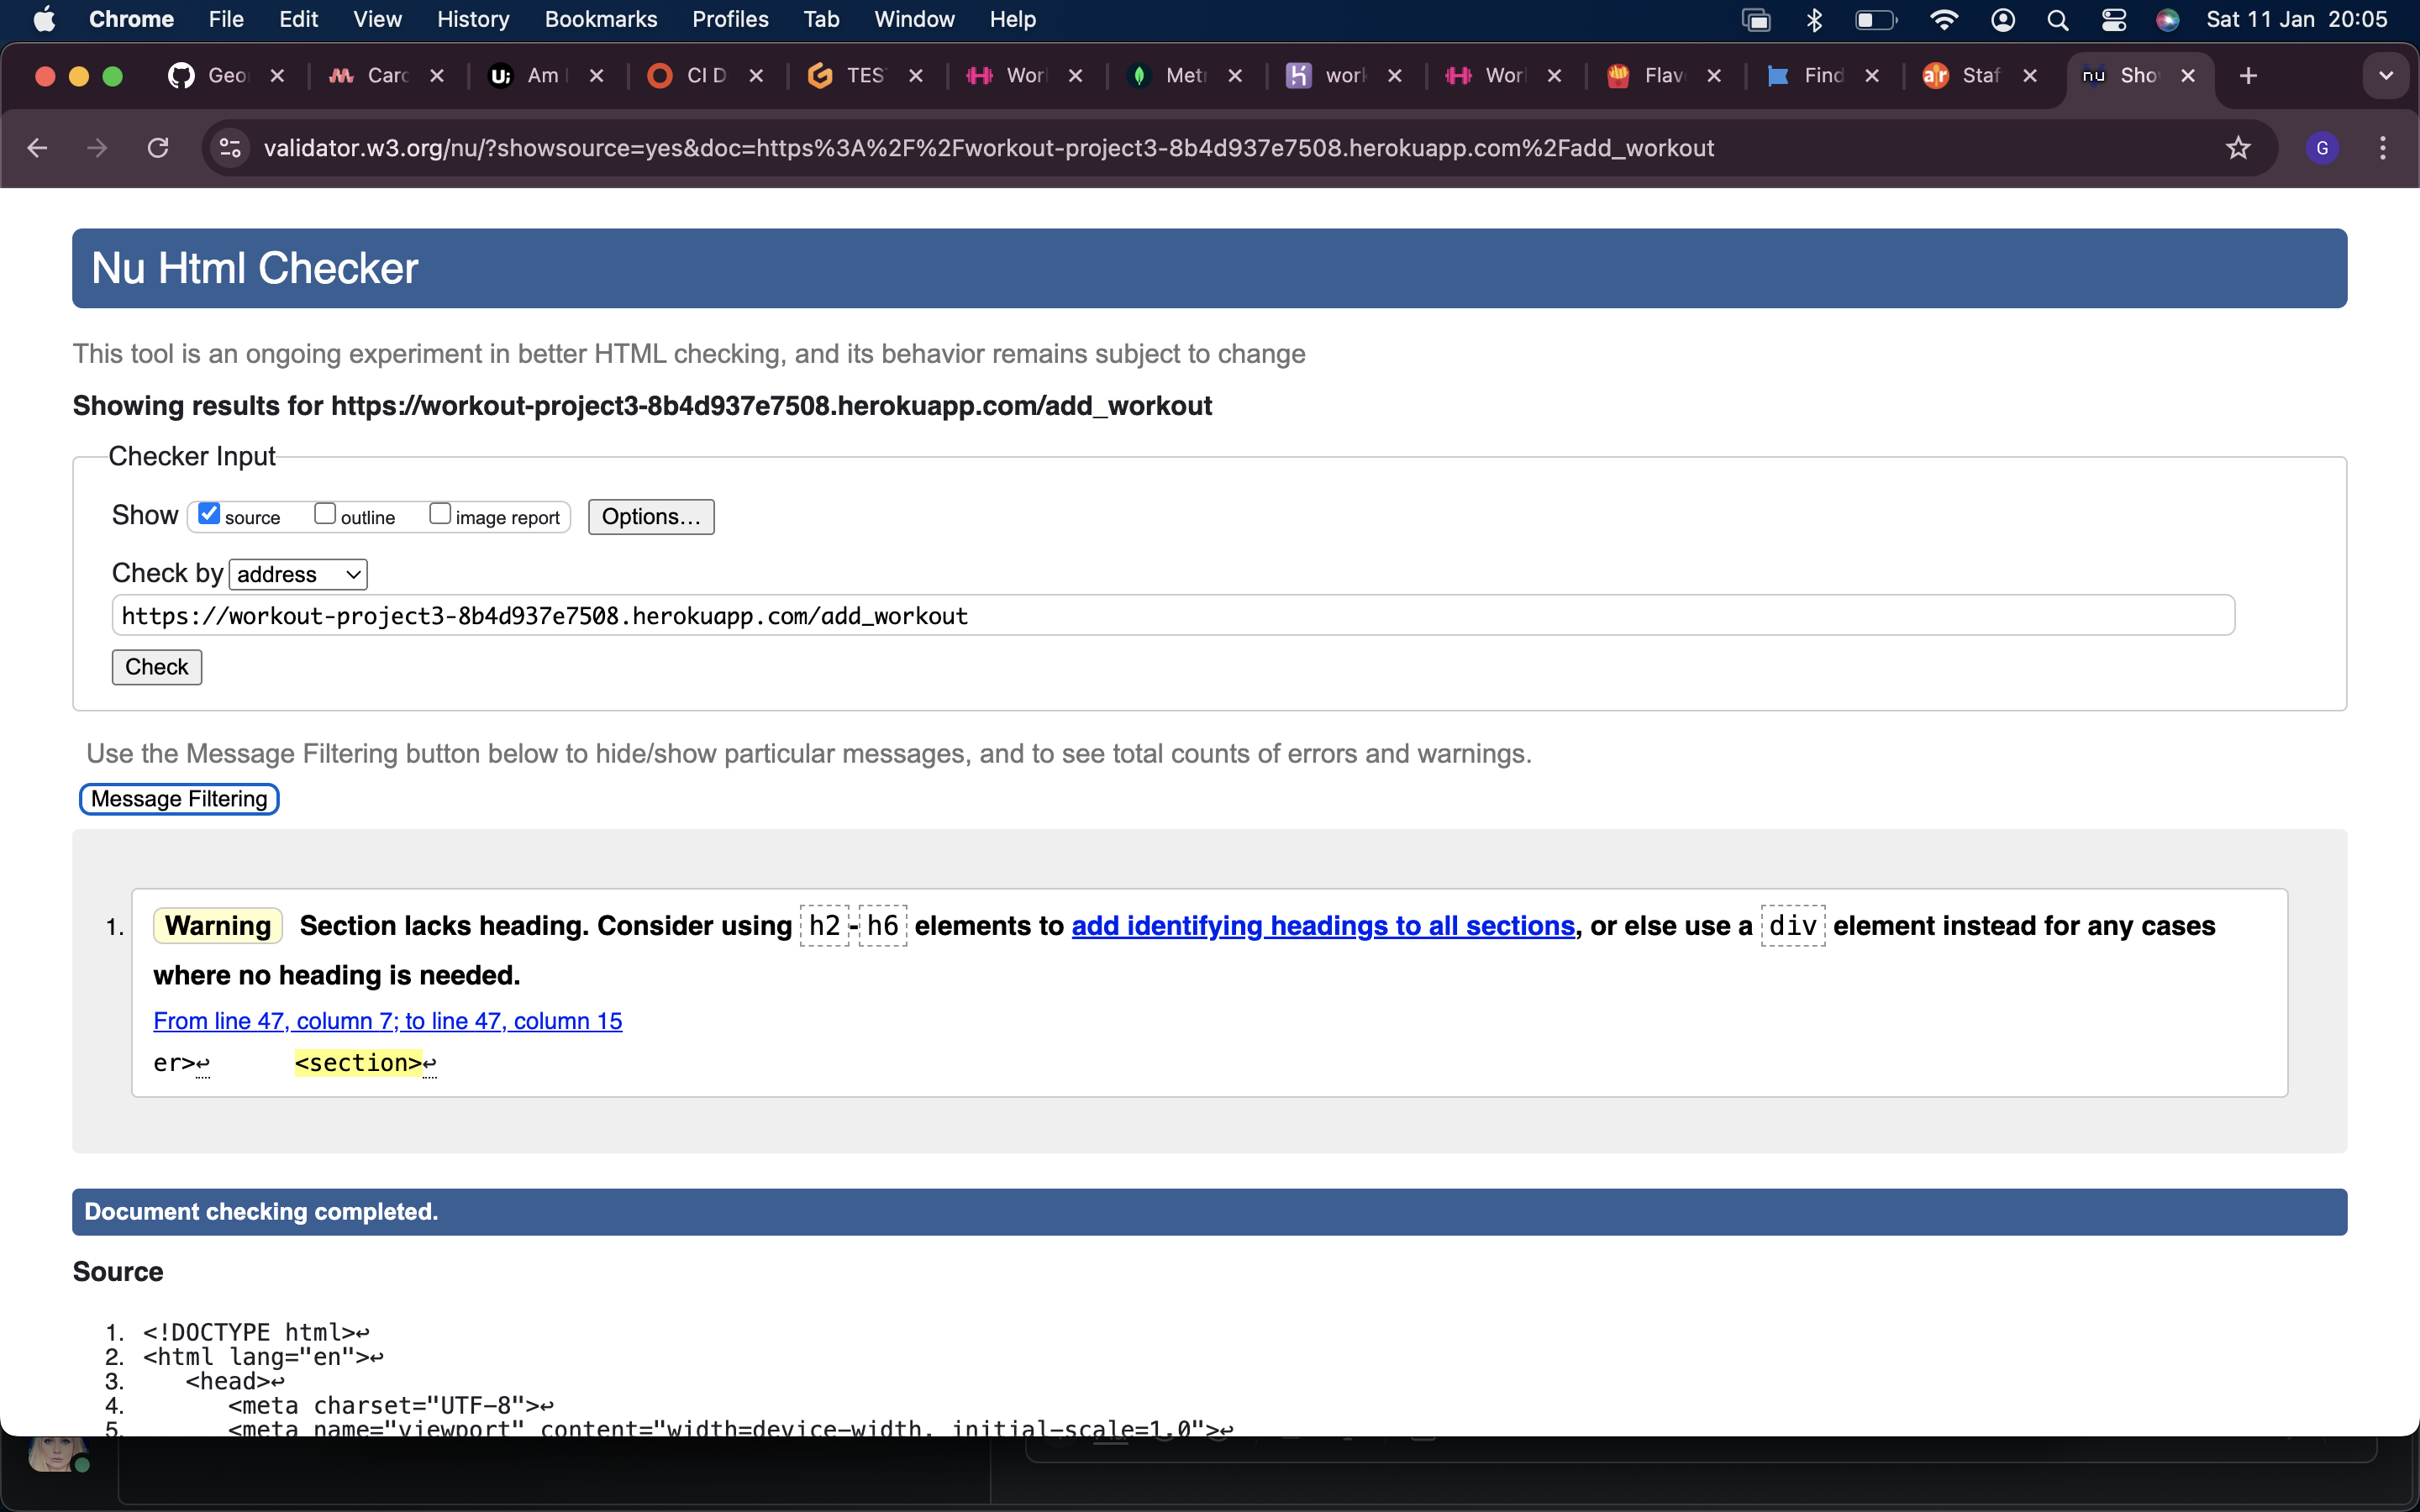 Chrome File Edit View History Bookmarks Profiles Tab Window Help Sat 11 Jan 20:05
Geo Carc U; Am CI D TES Wor Met work Wor Flav Find ar Staf nu Sho
validator.w3.org/nu/?showsource=yes&doc=https%3A%2F%2Fworkout-project3-8b4d937e7508.herokuapp.com%2Fadd_workout G
Nu Html Checker
This tool is an ongoing experiment in better HTML checking, and its behavior remains subject to change
Showing results for https://workout-project3-8b4d937e7508.herokuapp.com/add_workout
Checker Input
Show source outline image report Options...
Check by address
https://workout-project3-8b4d937e7508.herokuapp.com/add_workout
Check
Use the Message Filtering button below to hide/show particular messages, and to see total counts of errors and warnings.
Message Filtering
1. Warning Section lacks heading. Consider using h2-h6 elements to add identifying headings to all sections, or else use a div element instead for any cases
where no heading is needed.
From line 47, column 7; to line 47, column 15
er>↩ <section>↩
Document checking completed.
Source
1. <!DOCTYPE html>↩
2. <html lang="en">↩
3. <head>↩
4. <meta charset="UTF-8">↩
5. <meta name="viewport" content="width=device-width, initial-scale=1.0">↩